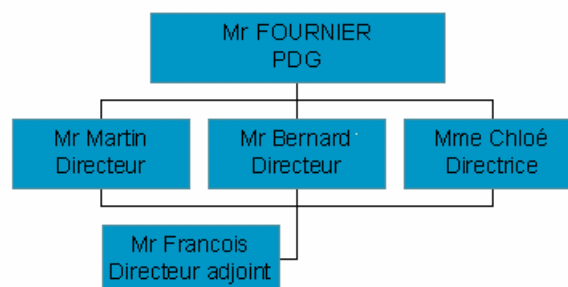 Mr FOURNIER
PDG
Mr Martin
Directeur
Mr Bernard
Directeur
Mme Chloé
Directrice
Mr Francois
Directeur adjoint